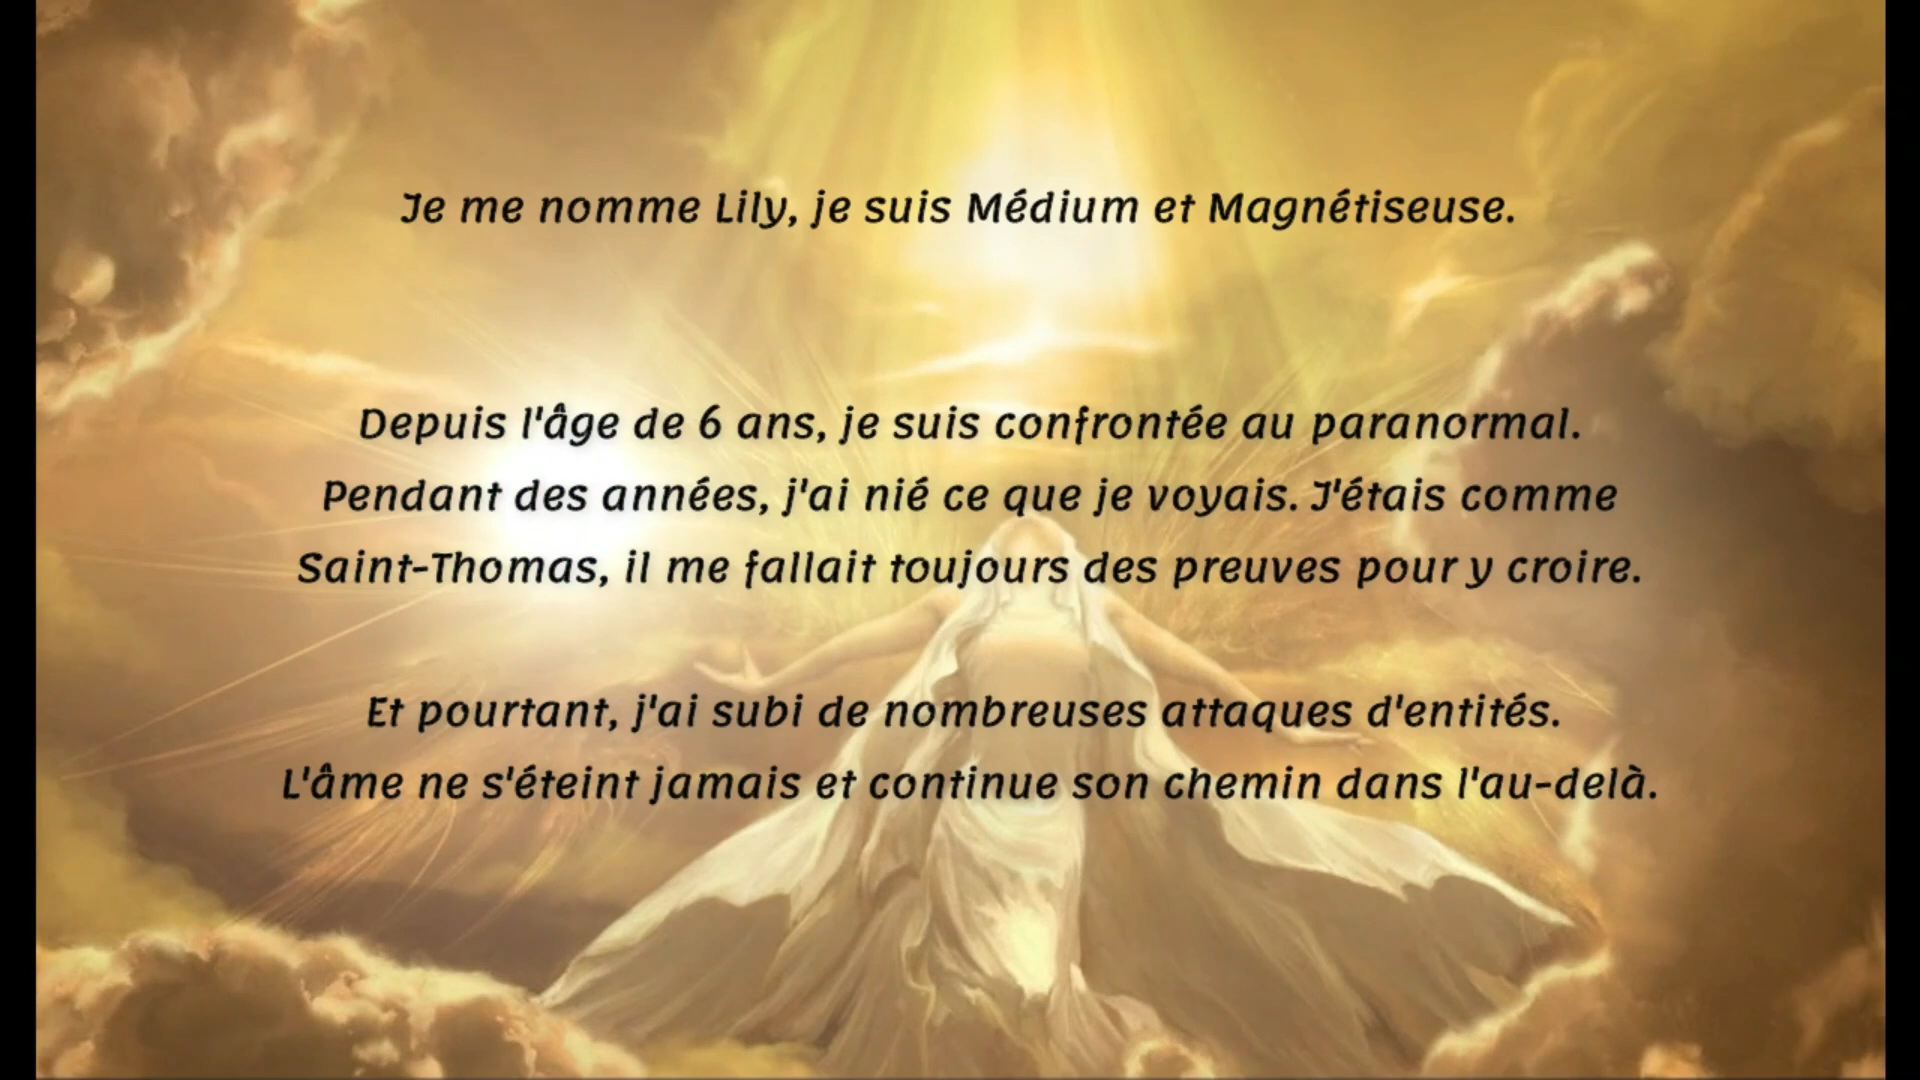 Je me nomme Lily, je suis Médium et Magnétiseuse.
Depuis l'âge de 6 ans, je suis confrontée au paranormal.
Pendant des années, j'ai nié ce que je voyais. J'étais comme
Saint-Thomas, il me fallait toujours des preuves pour y croire.
Et pourtant, j'ai subi de nombreuses attaques d'entités.
L'âme ne s'éteint jamais et continue son chemin dans l'au-delà.